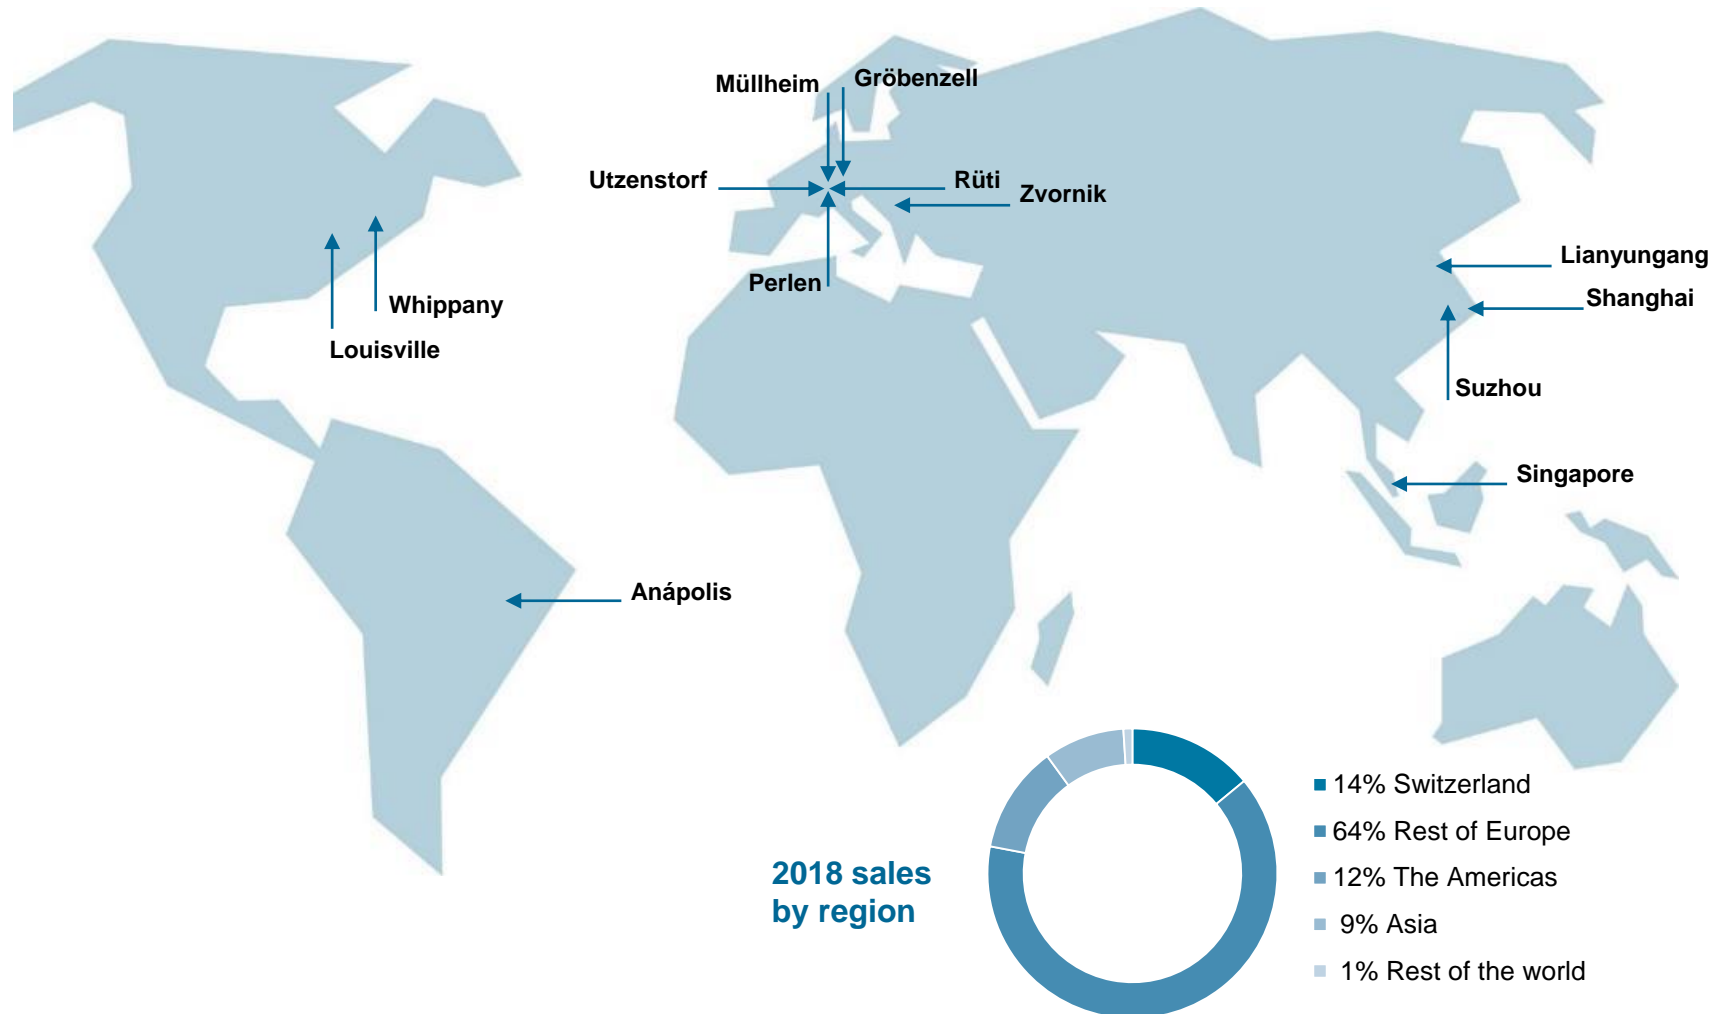 Müllheim
Gröbenzell
Utzenstorf
Rüti
Zvornik
Perlen
Whippany
Louisville
Lianyungang
Shanghai
Suzhou
Singapore
Anápolis
2018 sales
by region
14% Switzerland
64% Rest of Europe
12% The Americas
9% Asia
1% Rest of the world